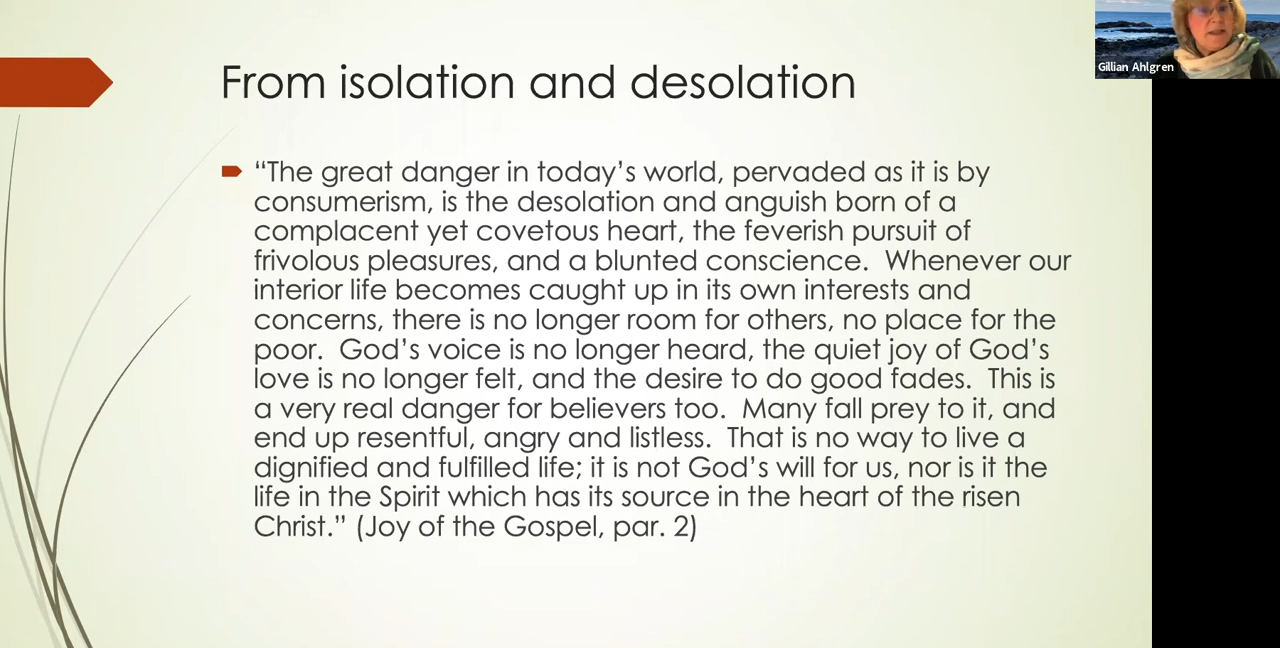 From isolation and desolation
Gillian Ahlgren
“The great danger in today’s world, pervaded as it is by
consumerism, is the desolation and anguish born of a
complacent yet covetous heart, the feverish pursuit of
frivolous pleasures, and a blunted conscience.  Whenever our
interior life becomes caught up in its own interests and
concerns, there is no longer room for others, no place for the
poor.  God’s voice is no longer heard, the quiet joy of God’s
love is no longer felt, and the desire to do good fades.  This is
a very real danger for believers too.  Many fall prey to it, and
end up resentful, angry and listless.  That is no way to live a
dignified and fulfilled life; it is not God’s will for us, nor is it the
life in the Spirit which has its source in the heart of the risen
Christ.” (Joy of the Gospel, par. 2)